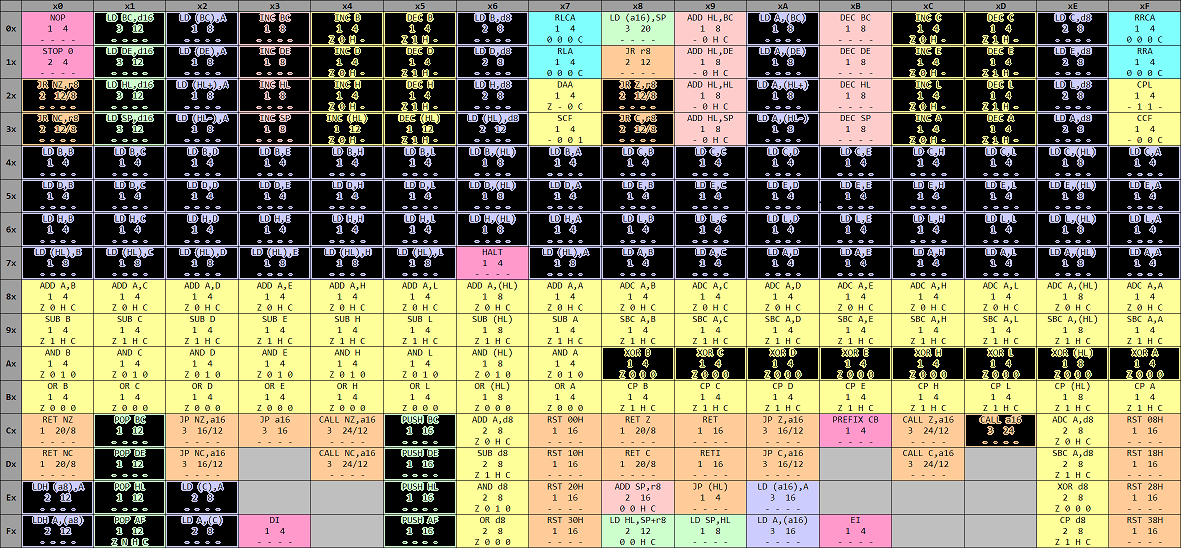 x0 x1 x2 x3 x4 x5 x6 x7 x8 x9 xA xB xC xD xE xF
NOP LD BC,d16 LD (BC),A INC BC INC B DEC B LD B,d8 RLCA LD (a16),SP ADD HL,BC LD A,(BC) DEC BC INC C DEC C LD C,d8 RRCA
0x 1 4 3 12 1 8 1 8 1 4 1 4 2 8 1 4 3 20 1 8 1 8 1 8 1 4 1 4 2 8 1 4
- - - - - - - - - - - - - - - - Z 0 H - Z 1 H - - - - - 0 0 0 C - - - - - 0 H C - - - - - - - - Z 0 H - Z 1 H - - - - - 0 0 0 C
STOP 0 LD DE,d16 LD (DE),A INC DE INC D DEC D LD D,d8 RLA JR r8 ADD HL,DE LD A,(DE) DEC DE INC E DEC E LD E,d8 RRA
1x 2 4 3 12 1 8 1 8 1 4 1 4 2 8 1 4 2 12 1 8 1 8 1 8 1 4 1 4 2 8 1 4
- - - - - - - - - - - - - - - - Z 0 H - Z 1 H - - - - - 0 0 0 C - - - - - 0 H C - - - - - - - - Z 0 H - Z 1 H - - - - - 0 0 0 C
JR NZ,r8 LD HL,d16 LD (HL+),A INC HL INC H DEC H LD H,d8 DAA JR Z,r8 ADD HL,HL LD A,(HL+) DEC HL INC L DEC L LD L,d8 CPL
2x 2 12/8 3 12 1 8 1 8 1 4 1 4 2 8 1 4 2 12/8 1 8 1 8 1 8 1 4 1 4 2 8 1 4
- - - - - - - - - - - - - - - - Z 0 H - Z 1 H - - - - - Z - 0 C - - - - - 0 H C - - - - - - - - Z 0 H - Z 1 H - - - - - - 1 1 -
JR NC,r8 LD SP,d16 LD (HL-),A INC SP INC (HL) DEC (HL) LD (HL),d8 SCF JR C,r8 ADD HL,SP LD A,(HL-) DEC SP INC A DEC A LD A,d8 CCF
3x 2 12/8 3 12 1 8 1 8 1 12 1 12 2 12 1 4 2 12/8 1 8 1 8 1 8 1 4 1 4 2 8 1 4
- - - - - - - - - - - - - - - - Z 0 H - Z 1 H - - - - - - 0 0 1 - - - - - 0 H C - - - - - - - - Z 0 H - Z 1 H - - - - - - 0 0 C
LD B,B LD B,C LD B,D LD B,E LD B,H LD B,L LD B,(HL) LD B,A LD C,B LD C,C LD C,D LD C,E LD C,H LD C,L LD C,(HL) LD C,A
4x 1 4 1 4 1 4 1 4 1 4 1 4 1 8 1 4 1 4 1 4 1 4 1 4 1 4 1 4 1 8 1 4
- - - - - - - - - - - - - - - - - - - - - - - - - - - - - - - - - - - - - - - - - - - - - - - - - - - - - - - - - - - - - - - -
LD D,B LD D,C LD D,D LD D,E LD D,H LD D,L LD D,(HL) LD D,A LD E,B LD E,C LD E,D LD E,E LD E,H LD E,L LD E,(HL) LD E,A
5x 1 4 1 4 1 4 1 4 1 4 1 4 1 8 1 4 1 4 1 4 1 4 1 4 1 4 1 4 1 8 1 4
- - - - - - - - - - - - - - - - - - - - - - - - - - - - - - - - - - - - - - - - - - - - - - - - - - - - - - - - - - - - - - - -
LD H,B LD H,C LD H,D LD H,E LD H,H LD H,L LD H,(HL) LD H,A LD L,B LD L,C LD L,D LD L,E LD L,H LD L,L LD L,(HL) LD L,A
6x 1 4 1 4 1 4 1 4 1 4 1 4 1 8 1 4 1 4 1 4 1 4 1 4 1 4 1 4 1 8 1 4
- - - - - - - - - - - - - - - - - - - - - - - - - - - - - - - - - - - - - - - - - - - - - - - - - - - - - - - - - - - - - - - -
LD (HL),B LD (HL),C LD (HL),D LD (HL),E LD (HL),H LD (HL),L HALT LD (HL),A LD A,B LD A,C LD A,D LD A,E LD A,H LD A,L LD A,(HL) LD A,A
7x 1 8 1 8 1 8 1 8 1 8 1 8 1 4 1 8 1 4 1 4 1 4 1 4 1 4 1 4 1 8 1 4
- - - - - - - - - - - - - - - - - - - - - - - - - - - - - - - - - - - - - - - - - - - - - - - - - - - - - - - - - - - - - - - -
ADD A,B ADD A,C ADD A,D ADD A,E ADD A,H ADD A,L ADD A,(HL) ADD A,A ADC A,B ADC A,C ADC A,D ADC A,E ADC A,H ADC A,L ADC A,(HL) ADC A,A
8x 1 4 1 4 1 4 1 4 1 4 1 4 1 8 1 4 1 4 1 4 1 4 1 4 1 4 1 4 1 8 1 4
Z 0 H C Z 0 H C Z 0 H C Z 0 H C Z 0 H C Z 0 H C Z 0 H C Z 0 H C Z 0 H C Z 0 H C Z 0 H C Z 0 H C Z 0 H C Z 0 H C Z 0 H C Z 0 H C
SUB B SUB C SUB D SUB E SUB H SUB L SUB (HL) SUB A SBC A,B SBC A,C SBC A,D SBC A,E SBC A,H SBC A,L SBC A,(HL) SBC A,A
9x 1 4 1 4 1 4 1 4 1 4 1 4 1 8 1 4 1 4 1 4 1 4 1 4 1 4 1 4 1 8 1 4
Z 1 H C Z 1 H C Z 1 H C Z 1 H C Z 1 H C Z 1 H C Z 1 H C Z 1 H C Z 1 H C Z 1 H C Z 1 H C Z 1 H C Z 1 H C Z 1 H C Z 1 H C Z 1 H C
AND B AND C AND D AND E AND H AND L AND (HL) AND A XOR B XOR C XOR D XOR E XOR H XOR L XOR (HL) XOR A
Ax 1 4 1 4 1 4 1 4 1 4 1 4 1 8 1 4 1 4 1 4 1 4 1 4 1 4 1 4 1 8 1 4
Z 0 1 0 Z 0 1 0 Z 0 1 0 Z 0 1 0 Z 0 1 0 Z 0 1 0 Z 0 1 0 Z 0 1 0 Z 0 0 0 Z 0 0 0 Z 0 0 0 Z 0 0 0 Z 0 0 0 Z 0 0 0 Z 0 0 0 Z 0 0 0
OR B OR C OR D OR E OR H OR L OR (HL) OR A CP B CP C CP D CP E CP H CP L CP (HL) CP A
Bx 1 4 1 4 1 4 1 4 1 4 1 4 1 8 1 4 1 4 1 4 1 4 1 4 1 4 1 4 1 8 1 4
Z 0 0 0 Z 0 0 0 Z 0 0 0 Z 0 0 0 Z 0 0 0 Z 0 0 0 Z 0 0 0 Z 0 0 0 Z 1 H C Z 1 H C Z 1 H C Z 1 H C Z 1 H C Z 1 H C Z 1 H C Z 1 H C
RET NZ POP BC JP NZ,a16 JP a16 CALL NZ,a16 PUSH BC ADD A,d8 RST 00H RET Z RET JP Z,a16 PREFIX CB CALL Z,a16 CALL a16 ADC A,d8 RST 08H
Cx 1 20/8 1 12 3 16/12 3 16 3 24/12 1 16 2 8 1 16 1 20/8 1 16 3 16/12 1 4 3 24/12 3 24 2 8 1 16
- - - - - - - - - - - - - - - - - - - - - - - - Z 0 H C - - - - - - - - - - - - - - - - - - - - - - - - - - - - Z 0 H C - - - -
RET NC POP DE JP NC,a16 CALL NC,a16 PUSH DE SUB d8 RST 10H RET C RETI JP C,a16 CALL C,a16 SBC A,d8 RST 18H
Dx 1 20/8 1 12 3 16/12 3 24/12 1 16 2 8 1 16 1 20/8 1 16 3 16/12 3 24/12 2 8 1 16
- - - - - - - - - - - - - - - - - - - - Z 1 H C - - - - - - - - - - - - - - - - - - - - Z 1 H C - - - -
LDH (a8),A POP HL LD (C),A PUSH HL AND d8 RST 20H ADD SP,r8 JP (HL) LD (a16),A XOR d8 RST 28H
Ex 2 12 1 12 2 8 1 16 2 8 1 16 2 16 1 4 3 16 2 8 1 16
- - - - - - - - - - - - - - - - Z 0 1 0 - - - - 0 0 H C - - - - - - - - Z 0 0 0 - - - -
LDH A,(a8) POP AF LD A,(C) DI PUSH AF OR d8 RST 30H LD HL,SP+r8 LD SP,HL LD A,(a16) EI CP d8 RST 38H
Fx 2 12 1 12 2 8 1 4 1 16 2 8 1 16 2 12 1 8 3 16 1 4 2 8 1 16
- - - - Z N H C - - - - - - - - - - - - Z 0 0 0 - - - - 0 0 H C - - - - - - - - - - - - Z 1 H C - - - -